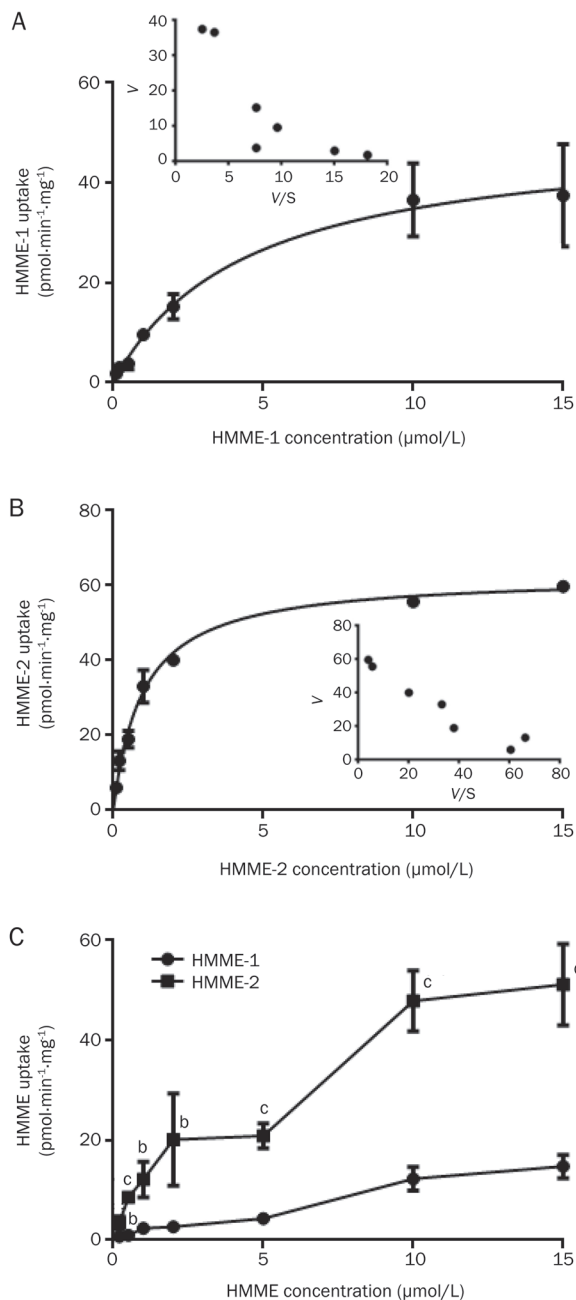 A
40
30
20
10
0
V
0 5 10 15 20
V/S
60
40
20
0
HMME-1 uptake
(pmol·min⁻¹·mg⁻¹)
0 5 10 15
HMME-1 concentration (µmol/L)
B
80
60
40
20
0
HMME-2 uptake
(pmol·min⁻¹·mg⁻¹)
80
60
40
20
0
V
0 20 40 60 80
V/S
0 5 10 15
HMME-2 concentration (µmol/L)
C
60
40
20
0
HMME uptake
(pmol·min⁻¹·mg⁻¹)
HMME-1
HMME-2
c
b
b
b
c
c
0 5 10 15
HMME concentration (µmol/L)